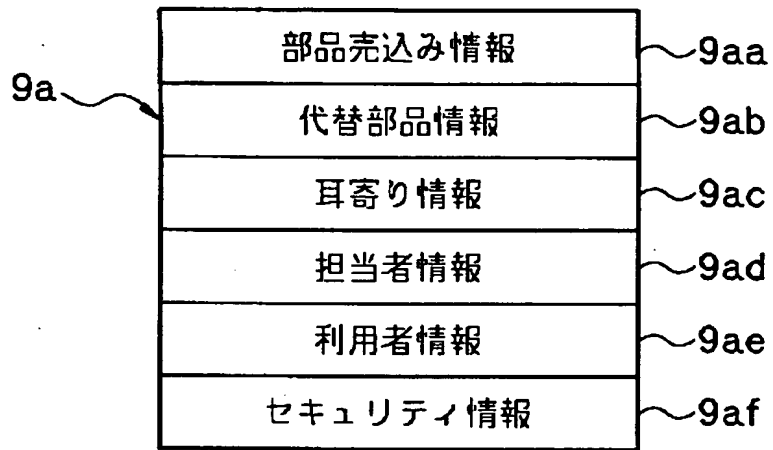 部品売込み情報 9aa
9a
代替部品情報 9ab
耳寄り情報 9ac
担当者情報 9ad
利用者情報 9ae
セキュリティ情報 9af